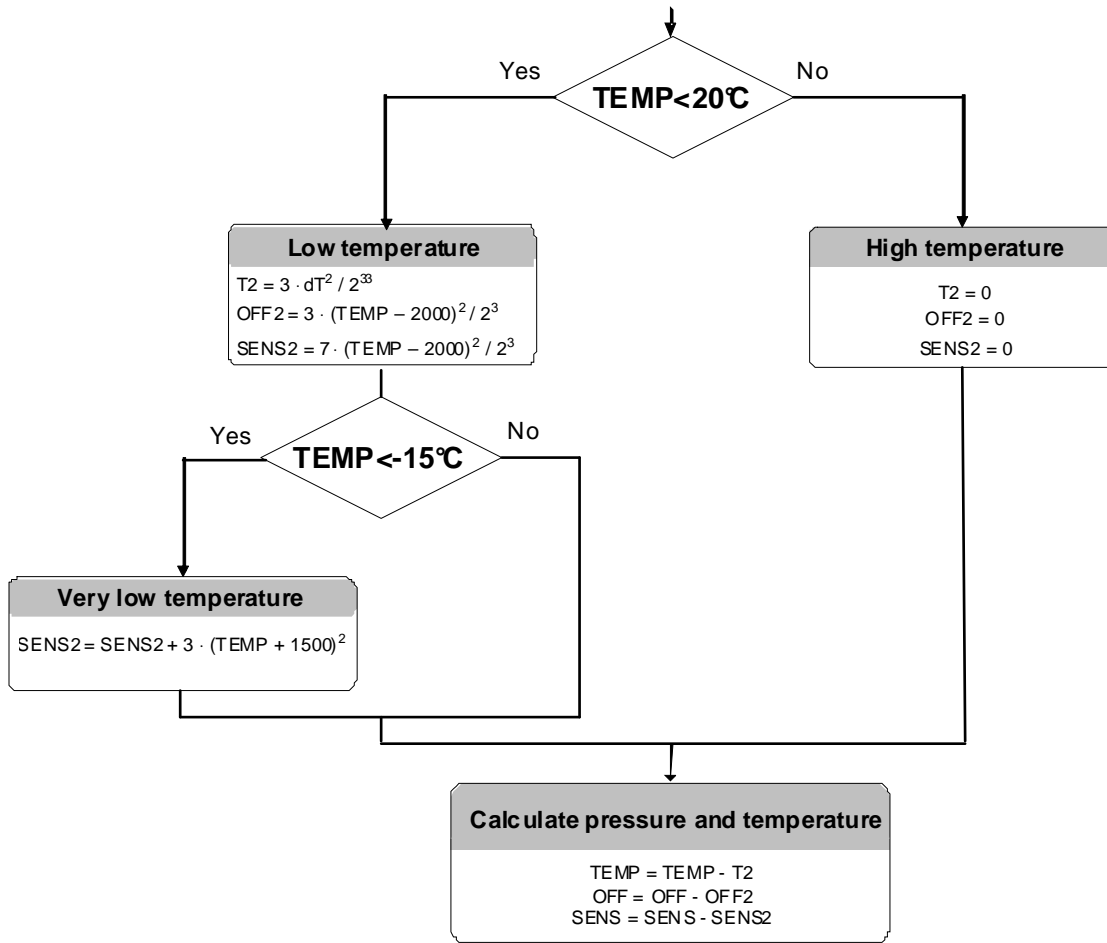 Yes
No
TEMP<20°C
Low temperature
T2 = 3 · dT² / 2³³
OFF2 = 3 · (TEMP – 2000)² / 2³
SENS2 = 7 · (TEMP – 2000)² / 2³
High temperature
T2 = 0
OFF2 = 0
SENS2 = 0
Yes
No
TEMP<-15°C
Very low temperature
SENS2 = SENS2 + 3 · (TEMP + 1500)²
Calculate pressure and temperature
TEMP = TEMP - T2
OFF = OFF - OFF2
SENS = SENS - SENS2